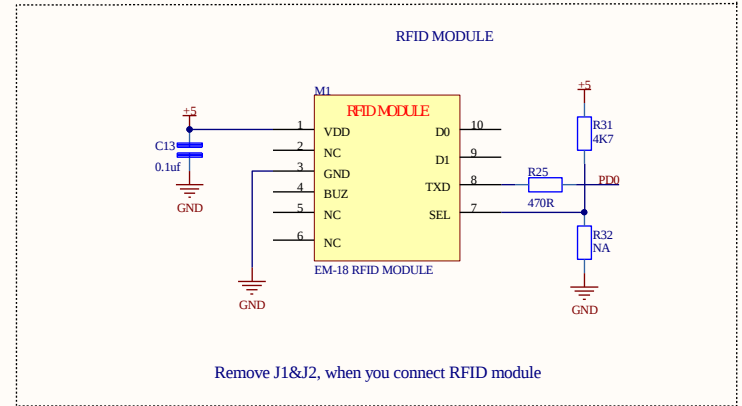 RFID MODULE
M1
RFID MODULE
+5
+5
1
VDD
D0
10
R31
4K7
C13
0.1uf
2
NC
D1
9
3
GND
TXD
8
R25
470R
PD0
4
BUZ
5
NC
SEL
7
6
NC
R32
NA
GND
EM-18 RFID MODULE
GND
GND
Remove J1&J2, when you connect RFID module